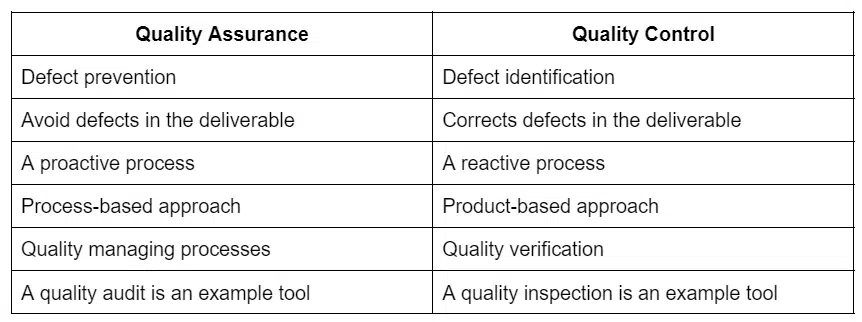 Quality Assurance Quality Control
Defect prevention Defect identification
Avoid defects in the deliverable Corrects defects in the deliverable
A proactive process A reactive process
Process-based approach Product-based approach
Quality managing processes Quality verification
A quality audit is an example tool A quality inspection is an example tool